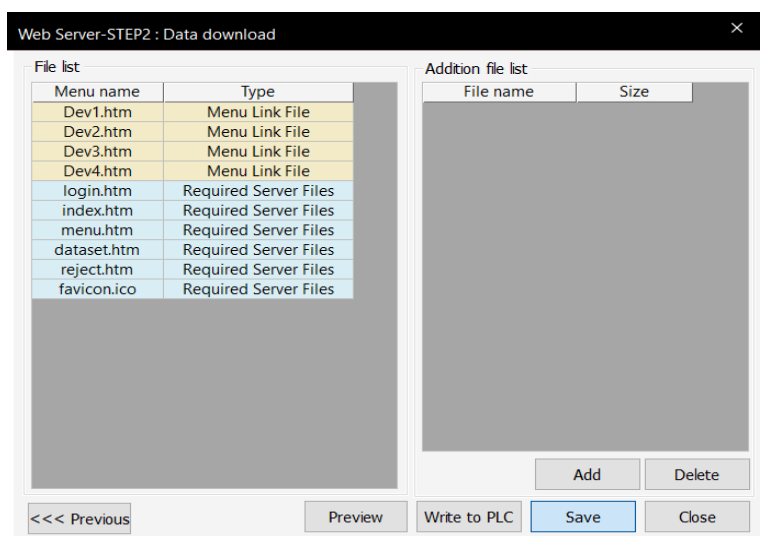 Web Server-STEP2 : Data download
File list
Menu name Type
Dev1.htm Menu Link File
Dev2.htm Menu Link File
Dev3.htm Menu Link File
Dev4.htm Menu Link File
login.htm Required Server Files
index.htm Required Server Files
menu.htm Required Server Files
dataset.htm Required Server Files
reject.htm Required Server Files
favicon.ico Required Server Files
Addition file list
File name Size
Add Delete
<<< Previous Preview Write to PLC Save Close